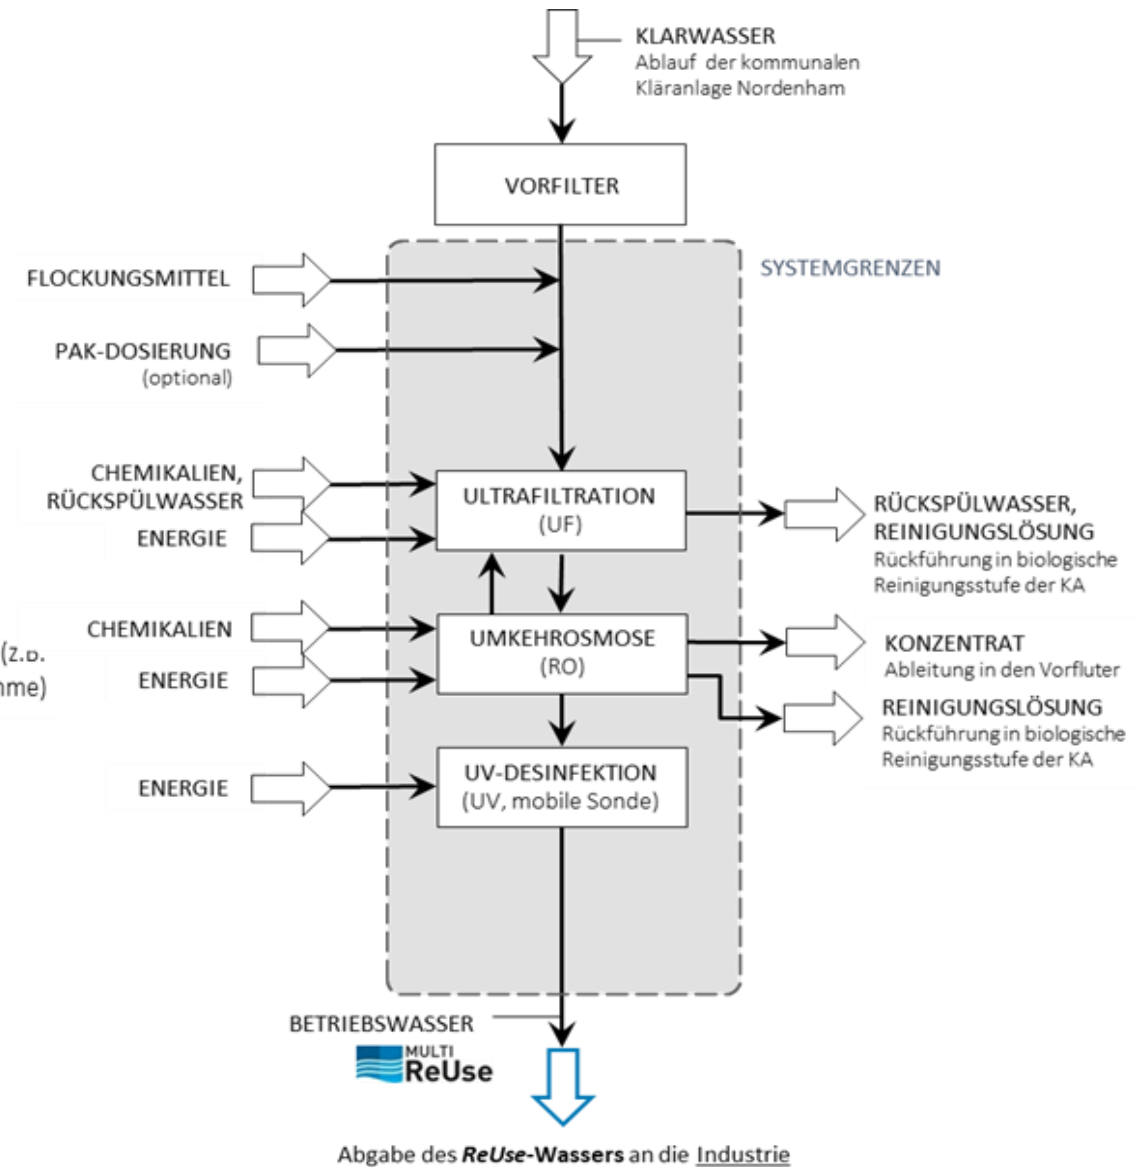 KLARWASSER
Ablauf der kommunalen
Kläranlage Nordenham
VORFILTER
SYSTEMGRENZEN
FLOCKUNGSMITTEL
PAK-DOSIERUNG
(optional)
CHEMIKALIEN,
RÜCKSPÜLWASSER
ENERGIE
ULTRAFILTRATION
(UF)
RÜCKSPÜLWASSER,
REINIGUNGSLÖSUNG
Rückführung in biologische
Reinigungsstufe der KA
CHEMIKALIEN
(z.B.
ENERGIE
UMKEHROSMOSE
(RO)
KONZENTRAT
Ableitung in den Vorfluter
REINIGUNGSLÖSUNG
Rückführung in biologische
Reinigungsstufe der KA
ENERGIE
UV-DESINFEKTION
(UV, mobile Sonde)
BETRIEBSWASSER
MULTI
ReUse
Abgabe des ReUse-Wassers an die Industrie